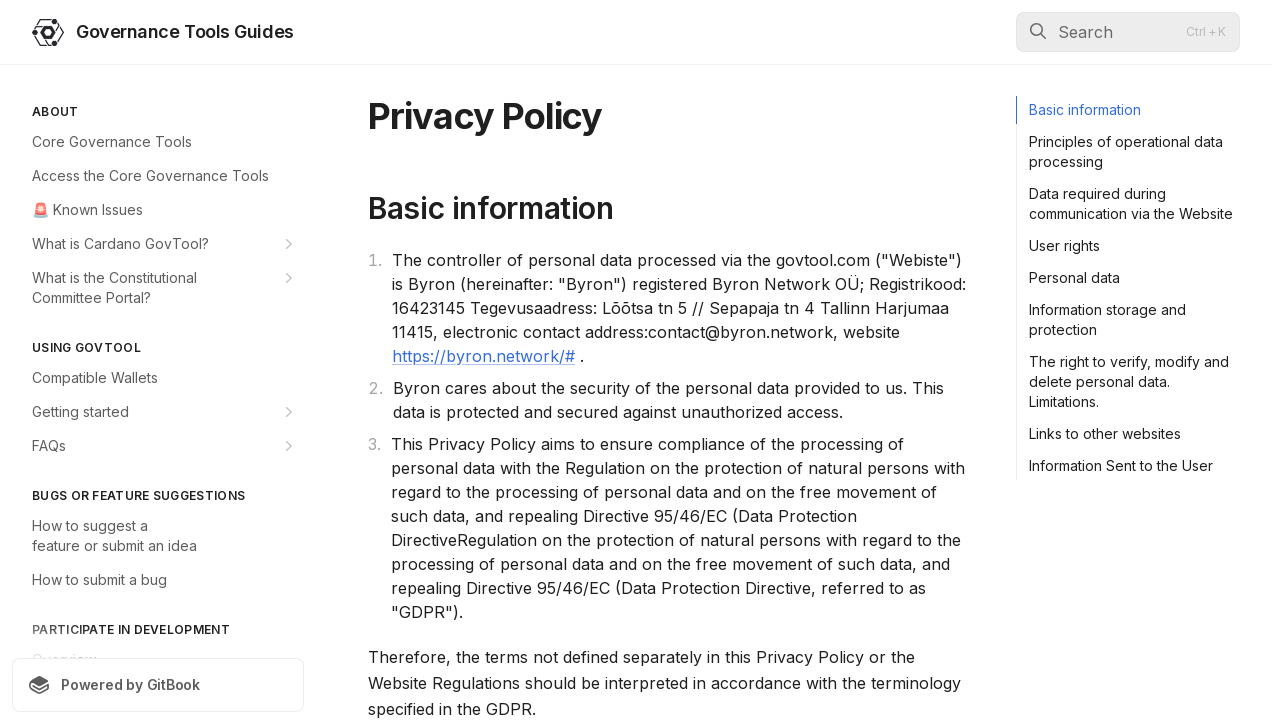 Governance Tools Guides
Search
Ctrl + K
ABOUT
Core Governance Tools
Access the Core Governance Tools
🚨 Known Issues
What is Cardano GovTool?
What is the Constitutional
Committee Portal?
USING GOVTOOL
Compatible Wallets
Getting started
FAQs
BUGS OR FEATURE SUGGESTIONS
How to suggest a
feature or submit an idea
How to submit a bug
PARTICIPATE IN DEVELOPMENT
Overview
Powered by GitBook
Privacy Policy
Basic information
1. The controller of personal data processed via the govtool.com ("Webiste")
is Byron (hereinafter: "Byron") registered Byron Network OÜ; Registrikood:
16423145 Tegevusaadress: Lõõtsa tn 5 // Sepapaja tn 4 Tallinn Harjumaa
11415, electronic contact address:contact@byron.network, website
https://byron.network/# .
2. Byron cares about the security of the personal data provided to us. This
data is protected and secured against unauthorized access.
3. This Privacy Policy aims to ensure compliance of the processing of
personal data with the Regulation on the protection of natural persons with
regard to the processing of personal data and on the free movement of
such data, and repealing Directive 95/46/EC (Data Protection
DirectiveRegulation on the protection of natural persons with regard to the
processing of personal data and on the free movement of such data, and
repealing Directive 95/46/EC (Data Protection Directive, referred to as
"GDPR").
Therefore, the terms not defined separately in this Privacy Policy or the
Website Regulations should be interpreted in accordance with the terminology
specified in the GDPR.
Basic information
Principles of operational data
processing
Data required during
communication via the Website
User rights
Personal data
Information storage and
protection
The right to verify, modify and
delete personal data.
Limitations.
Links to other websites
Information Sent to the User